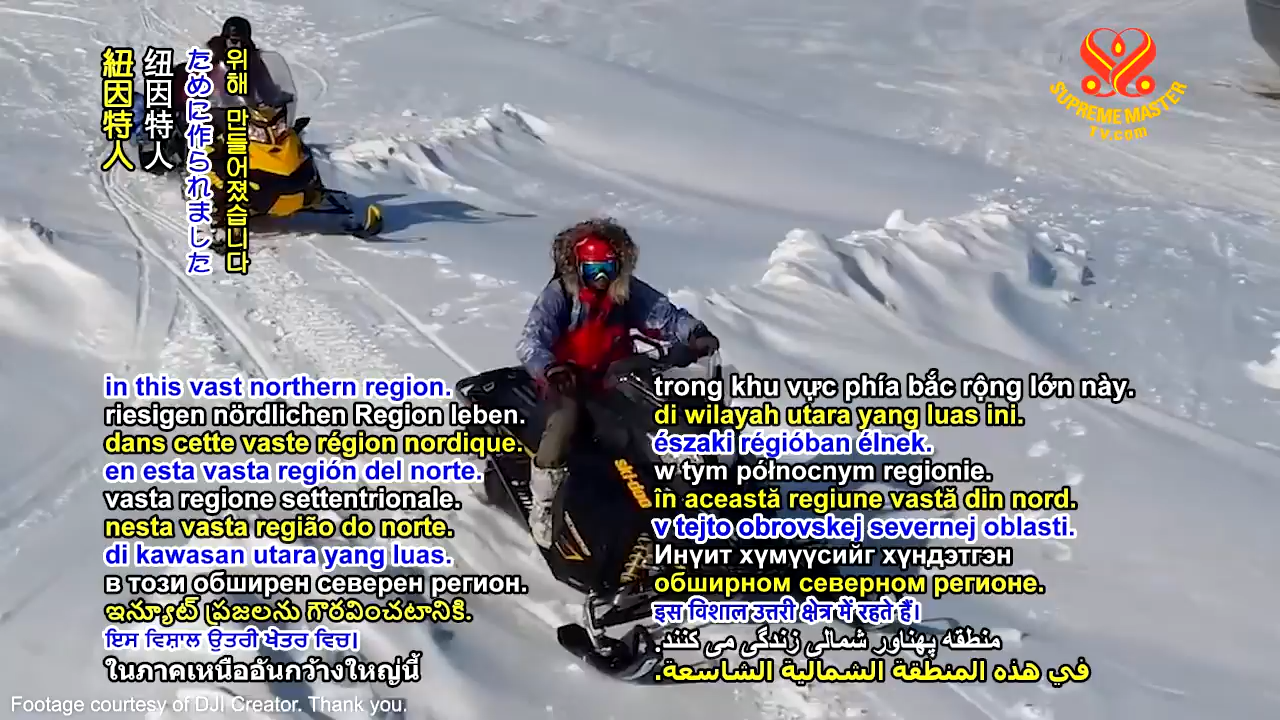 紐因特人
纽因特人
ために作られました
위해 만들어졌습니다
SUPREME MASTER
TV.com
in this vast northern region.
riesigen nördlichen Region leben.
dans cette vaste région nordique.
en esta vasta región del norte.
vasta regione settentrionale.
nesta vasta região do norte.
di kawasan utara yang luas.
в този обширен северен регион.
ఇన్యూట్ ప్రజలను గౌరవించటానికి.
ਇਸ ਵਿਸ਼ਾਲ ਉਤਰੀ ਖੇਤਰ ਵਿਚ।
ในภาคเหนืออันกว้างใหญ่นี้
trong khu vực phía bắc rộng lớn này.
di wilayah utara yang luas ini.
északi régióban élnek.
w tym północnym regionie.
în această regiune vastă din nord.
v tejto obrovskej severnej oblasti.
Инүит хүмүүсийг хүндэтгэн
обширном северном регионе.
इस विशाल उत्तरी क्षेत्र में रहते हैं।
منطقه پهناور شمالی زندگی می کنند.
في هذه المنطقة الشمالية الشاسعة.
ski-doo
Footage courtesy of DJI Creator. Thank you.